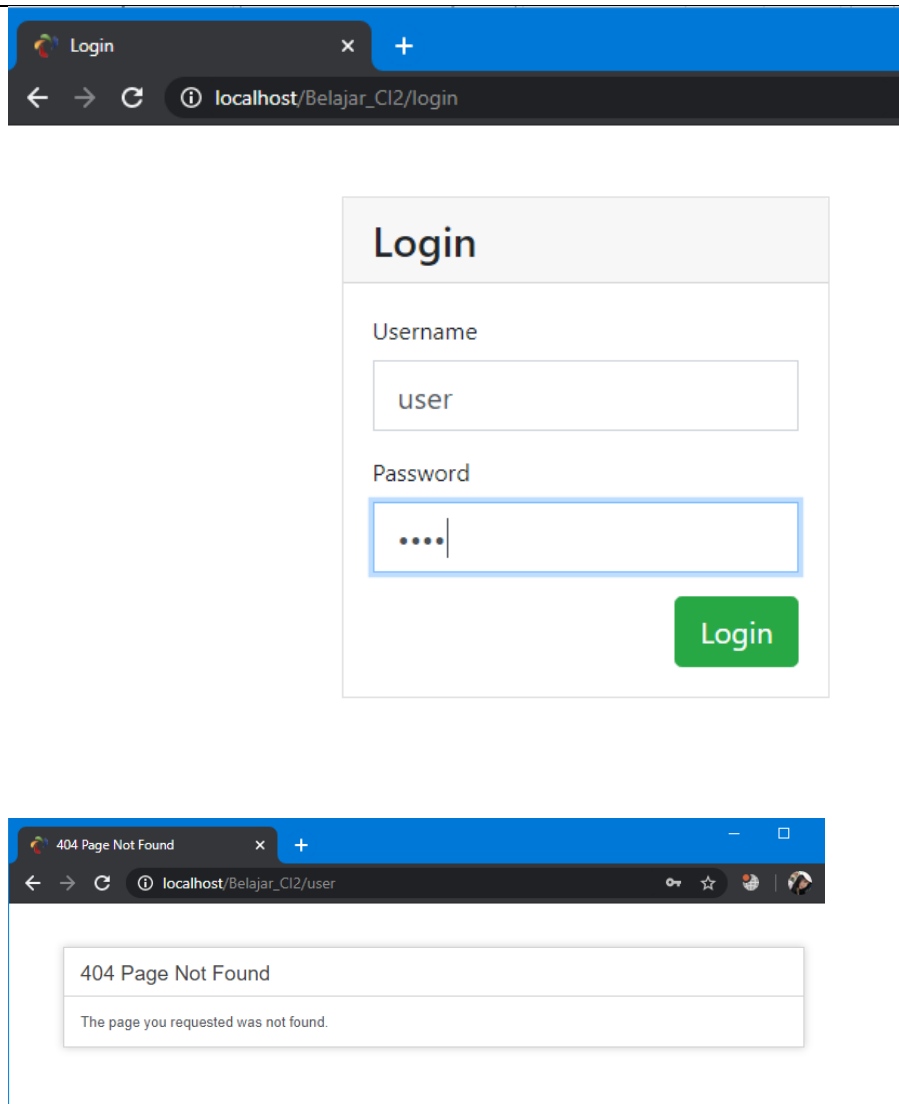 Login
localhost/Belajar_CI2/login
Login
Username
user
Password
••••
Login
404 Page Not Found
localhost/Belajar_CI2/user
404 Page Not Found
The page you requested was not found.